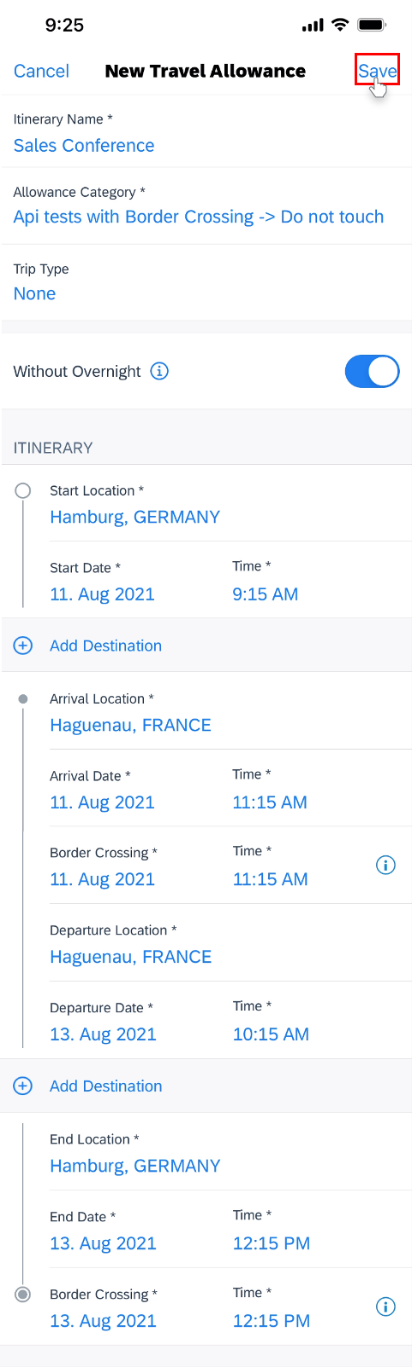 9:25
Cancel New Travel Allowance Save
Itinerary Name *
Sales Conference
Allowance Category *
Api tests with Border Crossing -> Do not touch
Trip Type
None
Without Overnight
ITINERARY
Start Location *
Hamburg, GERMANY
Start Date * Time *
11. Aug 2021 9:15 AM
Add Destination
Arrival Location *
Haguenau, FRANCE
Arrival Date * Time *
11. Aug 2021 11:15 AM
Border Crossing * Time *
11. Aug 2021 11:15 AM
Departure Location *
Haguenau, FRANCE
Departure Date * Time *
13. Aug 2021 10:15 AM
Add Destination
End Location *
Hamburg, GERMANY
End Date * Time *
13. Aug 2021 12:15 PM
Border Crossing * Time *
13. Aug 2021 12:15 PM